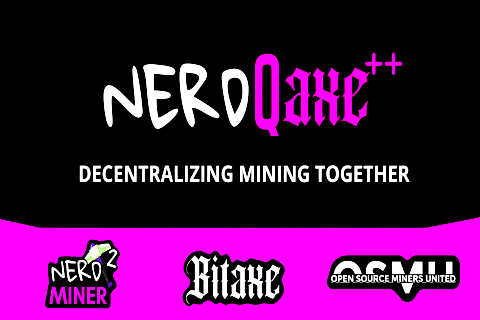 NERDQaxe++
DECENTRALIZING MINING TOGETHER
NERD 2
MINER
Bitaxe
OSMU
OPEN SOURCE MINERS UNITED